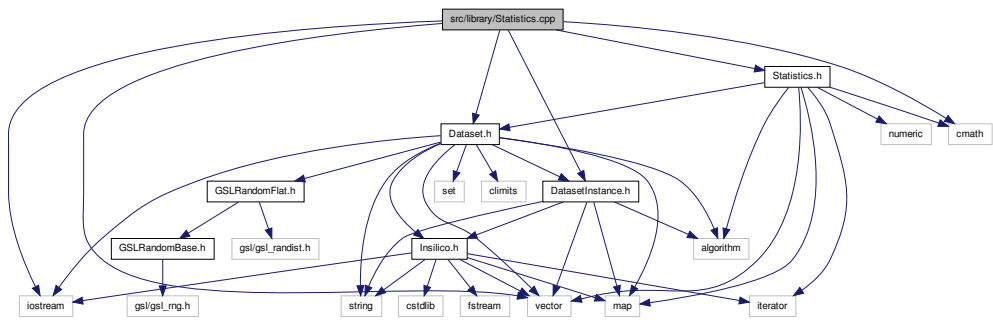 src/library/Statistics.cpp
Statistics.h
Dataset.h
numeric
cmath
GSLRandomFlat.h
set
climits
DatasetInstance.h
GSLRandomBase.h
gsl/gsl_randist.h
Insilico.h
algorithm
iostream
gsl/gsl_rng.h
string
cstdlib
fstream
vector
map
iterator